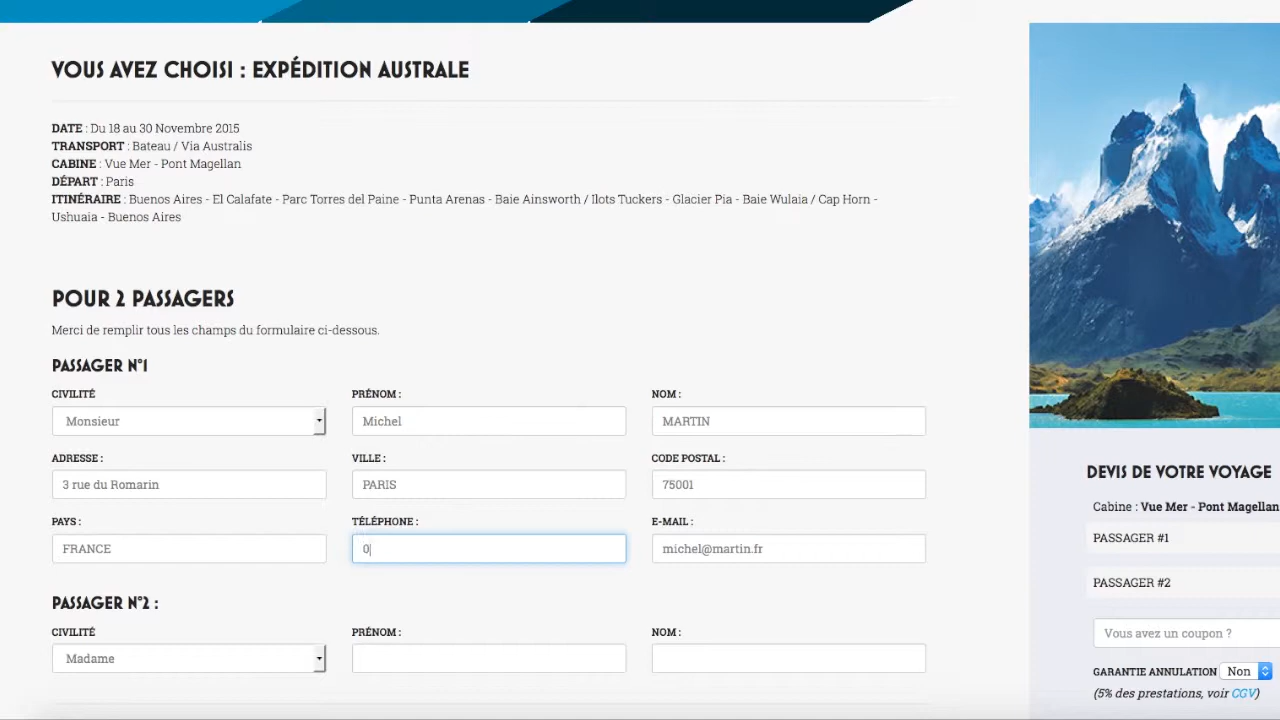 VOUS AVEZ CHOISI : EXPÉDITION AUSTRALE
DATE : Du 18 au 30 Novembre 2015
TRANSPORT : Bateau / Via Australis
CABINE : Vue Mer - Pont Magellan
DÉPART : Paris
ITINÉRAIRE : Buenos Aires - El Calafate - Parc Torres del Paine - Punta Arenas - Baie Ainsworth / Ilots Tuckers - Glacier Pia - Baie Wulaia / Cap Horn -
Ushuaia - Buenos Aires
POUR 2 PASSAGERS
Merci de remplir tous les champs du formulaire ci-dessous.
PASSAGER N°1
CIVILITÉ PRÉNOM : NOM :
Monsieur Michel MARTIN
ADRESSE : VILLE : CODE POSTAL :
3 rue du Romarin PARIS 75001
PAYS : TÉLÉPHONE : E-MAIL :
FRANCE 0 michel@martin.fr
PASSAGER N°2 :
CIVILITÉ PRÉNOM : NOM :
Madame
DEVIS DE VOTRE VOYAGE
Cabine : Vue Mer - Pont Magellan
PASSAGER #1
PASSAGER #2
Vous avez un coupon ?
GARANTIE ANNULATION Non
(5% des prestations, voir CGV)